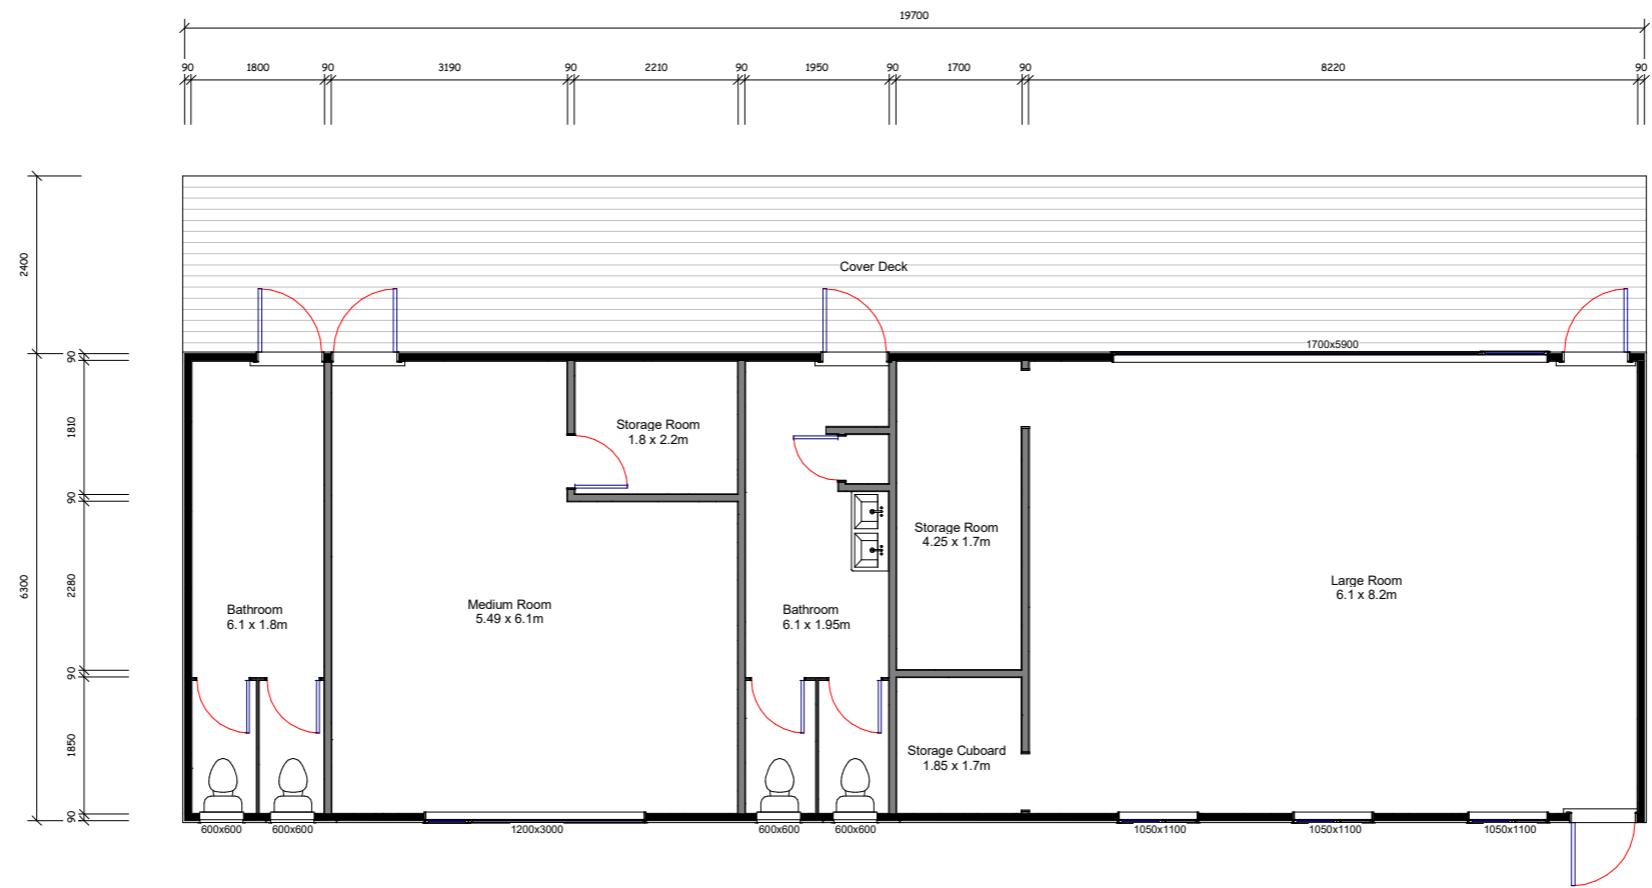 19700
90 1800 90 3190 90 2210 90 1950 90 1700 90 8220 90
2400
Cover Deck
1700x5900
90
1810
90
2280
90
1850
90
6300
Storage Room
1.8 x 2.2m
Storage Room
4.25 x 1.7m
Large Room
6.1 x 8.2m
Bathroom
6.1 x 1.8m
Medium Room
5.49 x 6.1m
Bathroom
6.1 x 1.95m
Storage Cuboard
1.85 x 1.7m
600x600 600x600 1200x3000 600x600 600x600 1050x1100 1050x1100 1050x1100